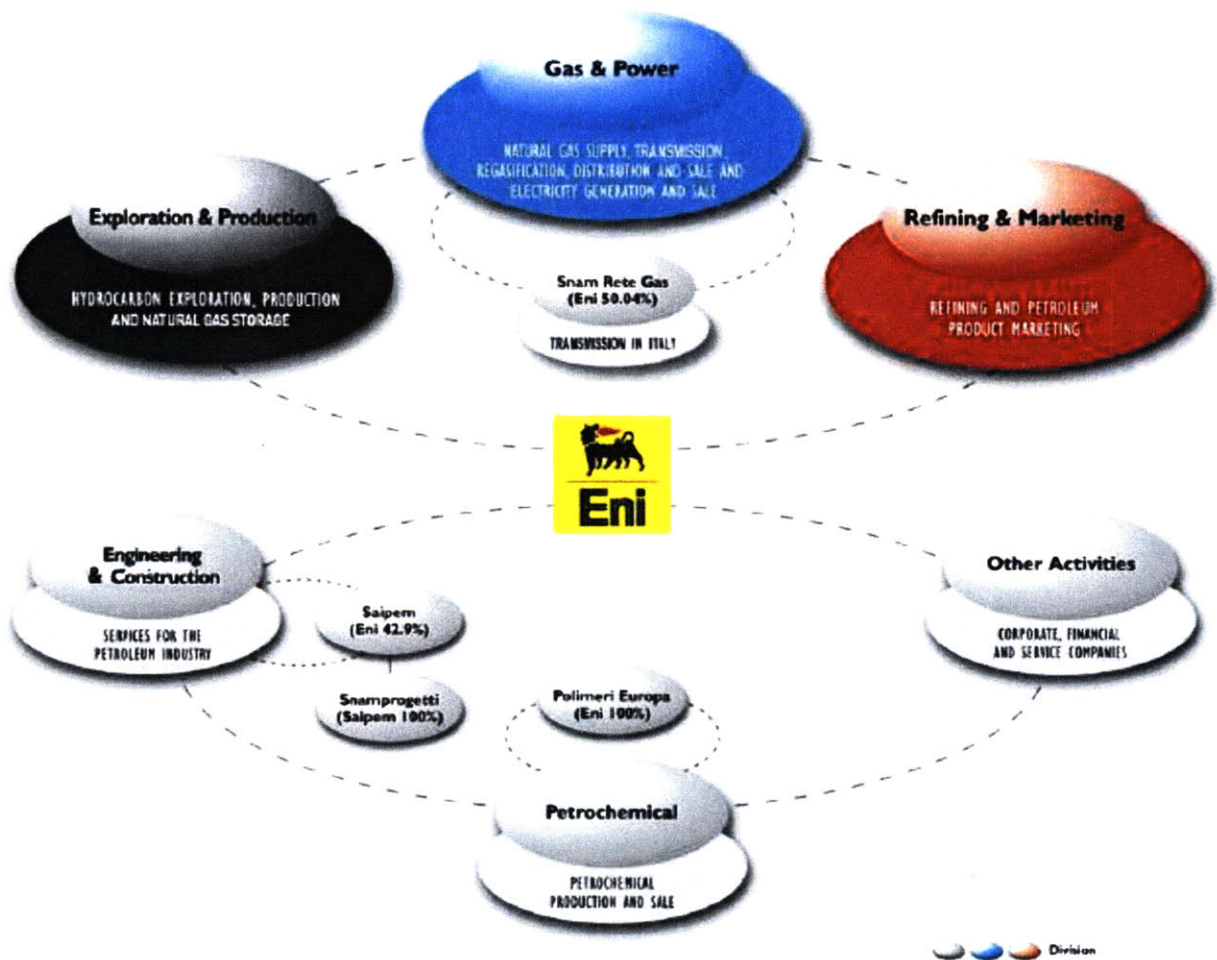 Gas & Power
NATURAL GAS SUPPLY, TRANSMISSION,
REGASIFICATION, DISTRIBUTION AND SALE AND
ELECTRICITY GENERATION AND SALE
Exploration & Production
HYDROCARBON EXPLORATION, PRODUCTION
AND NATURAL GAS STORAGE
Refining & Marketing
REFINING AND PETROLEUM
PRODUCT MARKETING
Snam Rete Gas
(Eni 50.04%)
TRANSMISSION IN ITALY
Eni
Engineering
& Construction
SERVICES FOR THE
PETROLEUM INDUSTRY
Saipem
(Eni 42.9%)
Snamprogetti
(Saipem 100%)
Other Activities
CORPORATE, FINANCIAL
AND SERVICE COMPANIES
Polimeri Europa
(Eni 100%)
Petrochemical
PETROCHEMICAL
PRODUCTION AND SALE
Division